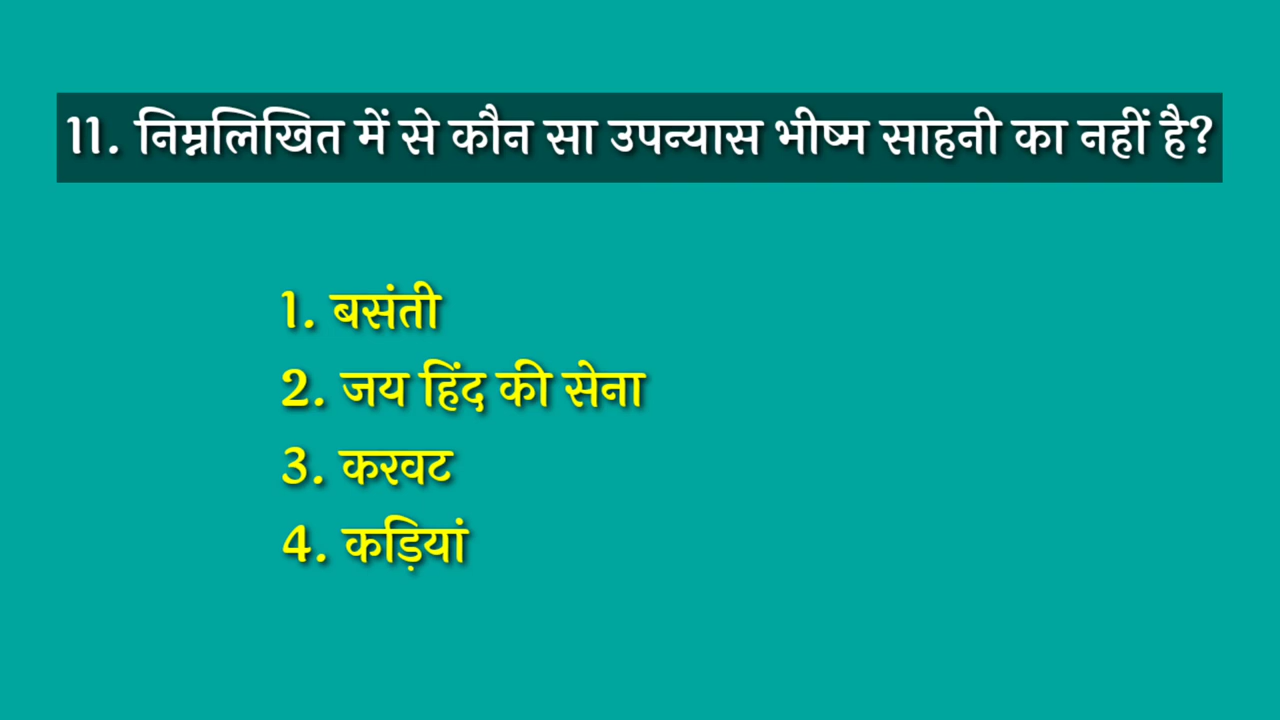 11. निम्नलिखित में से कौन सा उपन्यास भीष्म साहनी का नहीं है?
1. बसंती
2. जय हिंद की सेना
3. करवट
4. कड़ियां